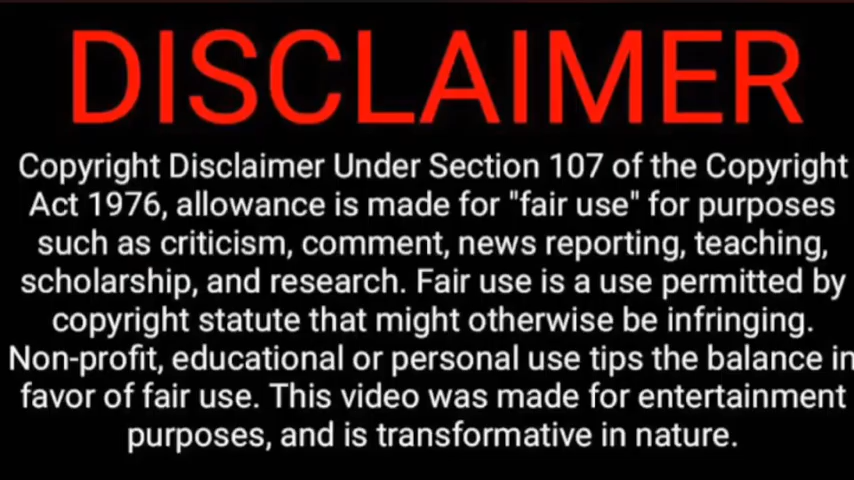 DISCLAIMER
Copyright Disclaimer Under Section 107 of the Copyright
Act 1976, allowance is made for "fair use" for purposes
such as criticism, comment, news reporting, teaching,
scholarship, and research. Fair use is a use permitted by
copyright statute that might otherwise be infringing.
Non-profit, educational or personal use tips the balance in
favor of fair use. This video was made for entertainment
purposes, and is transformative in nature.